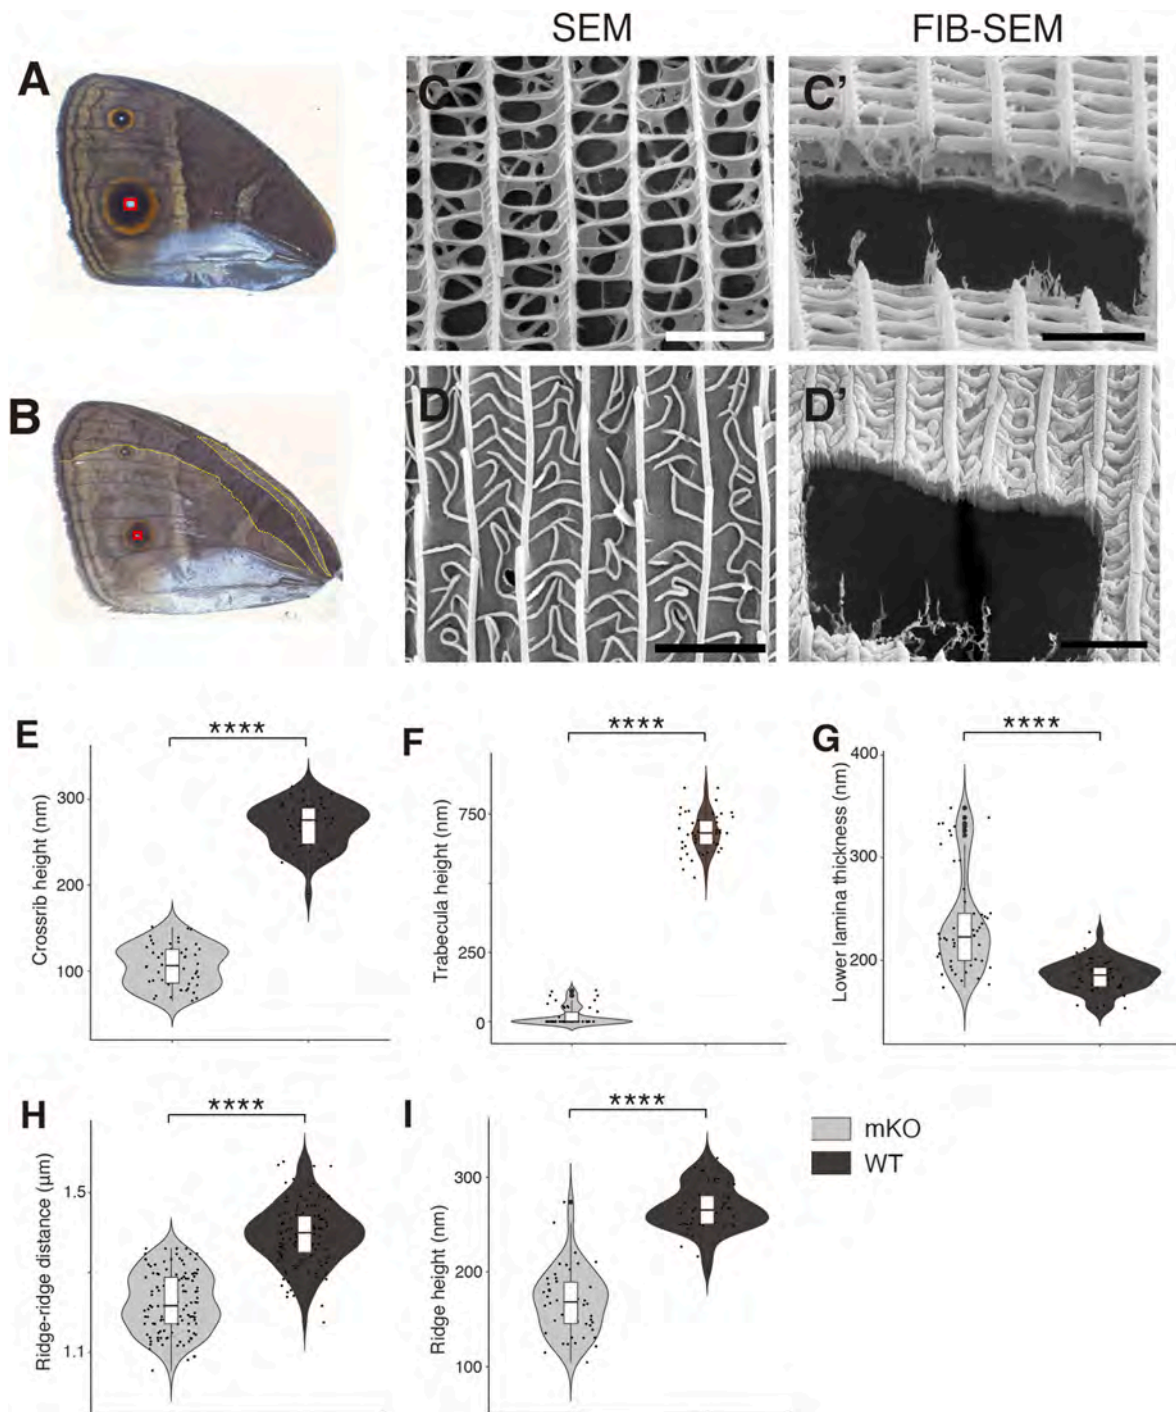 SEM FIB-SEM
A
C
C'
B
D
D'
E
****
Crossrib height (nm)
300
200
100
F
****
Trabecula height (nm)
750
250
0
G
****
Lower lamina thickness (nm)
400
300
200
H
****
Ridge-ridge distance (μm)
1.5
1.1
I
****
Ridge height (nm)
300
200
100
mKO
WT